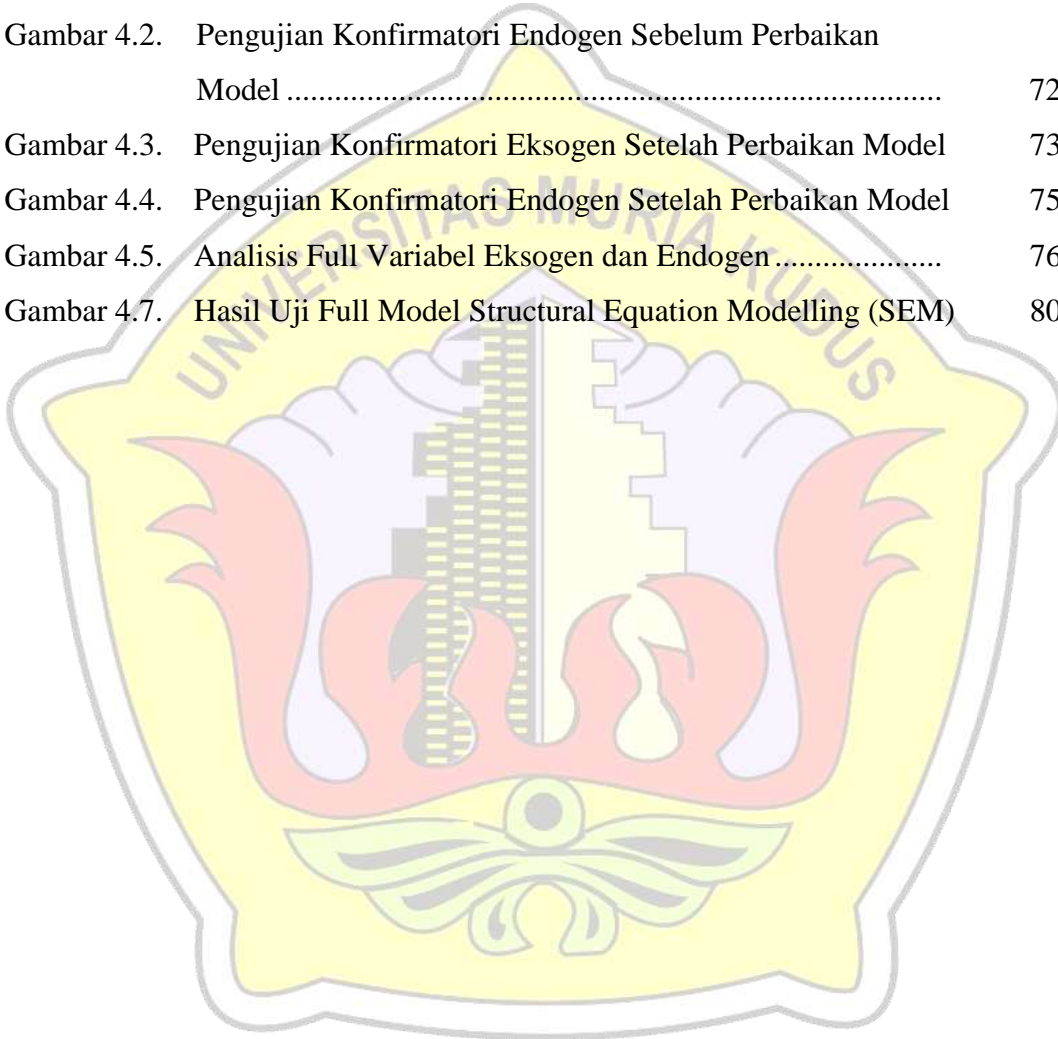 Gambar 4.2. Pengujian Konfirmatori Endogen Sebelum Perbaikan
Model .................................................................................. 72
Gambar 4.3. Pengujian Konfirmatori Eksogen Setelah Perbaikan Model 73
Gambar 4.4. Pengujian Konfirmatori Endogen Setelah Perbaikan Model 75
Gambar 4.5. Analisis Full Variabel Eksogen dan Endogen ..................... 76
Gambar 4.7. Hasil Uji Full Model Structural Equation Modelling (SEM) 80
UNIVERSITAS MURIA KUDUS